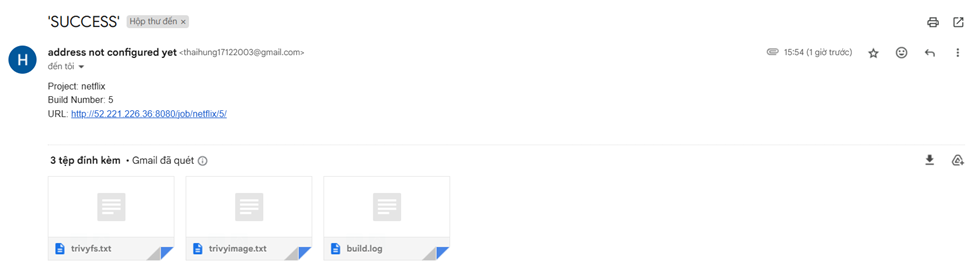 'SUCCESS' Hộp thư đến ×
H
address not configured yet <thaihung17122003@gmail.com>
15:54 (1 giờ trước)
đến tôi
Project: netflix
Build Number: 5
URL: http://52.221.226.36:8080/job/netflix/5/
3 tệp đính kèm • Gmail đã quét
trivyfs.txt
trivyimage.txt
build.log